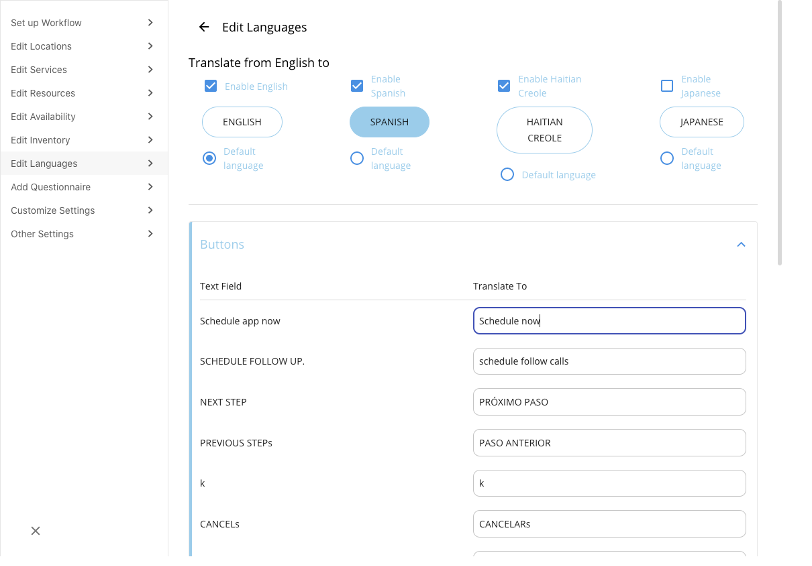 Set up Workflow
Edit Locations
Edit Services
Edit Resources
Edit Availability
Edit Inventory
Edit Languages
Add Questionnaire
Customize Settings
Other Settings
Edit Languages
Translate from English to
Enable English
Enable
Spanish
Enable Haitian
Creole
Enable
Japanese
ENGLISH
SPANISH
HAITIAN
CREOLE
JAPANESE
Default
language
Default
language
Default language
Default
language
Buttons
Text Field Translate To
Schedule app now Schedule now
SCHEDULE FOLLOW UP. schedule follow calls
NEXT STEP PRÓXIMO PASO
PREVIOUS STEPs PASO ANTERIOR
k k
CANCELs CANCELARs